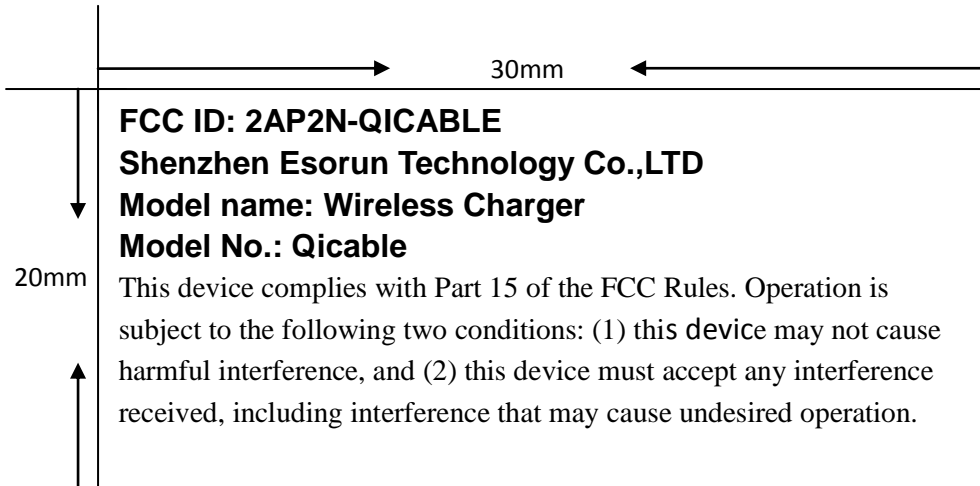 30mm
FCC ID: 2AP2N-QICABLE
Shenzhen Esorun Technology Co.,LTD
Model name: Wireless Charger
Model No.: Qicable
20mm
This device complies with Part 15 of the FCC Rules. Operation is
subject to the following two conditions: (1) this device may not cause
harmful interference, and (2) this device must accept any interference
received, including interference that may cause undesired operation.